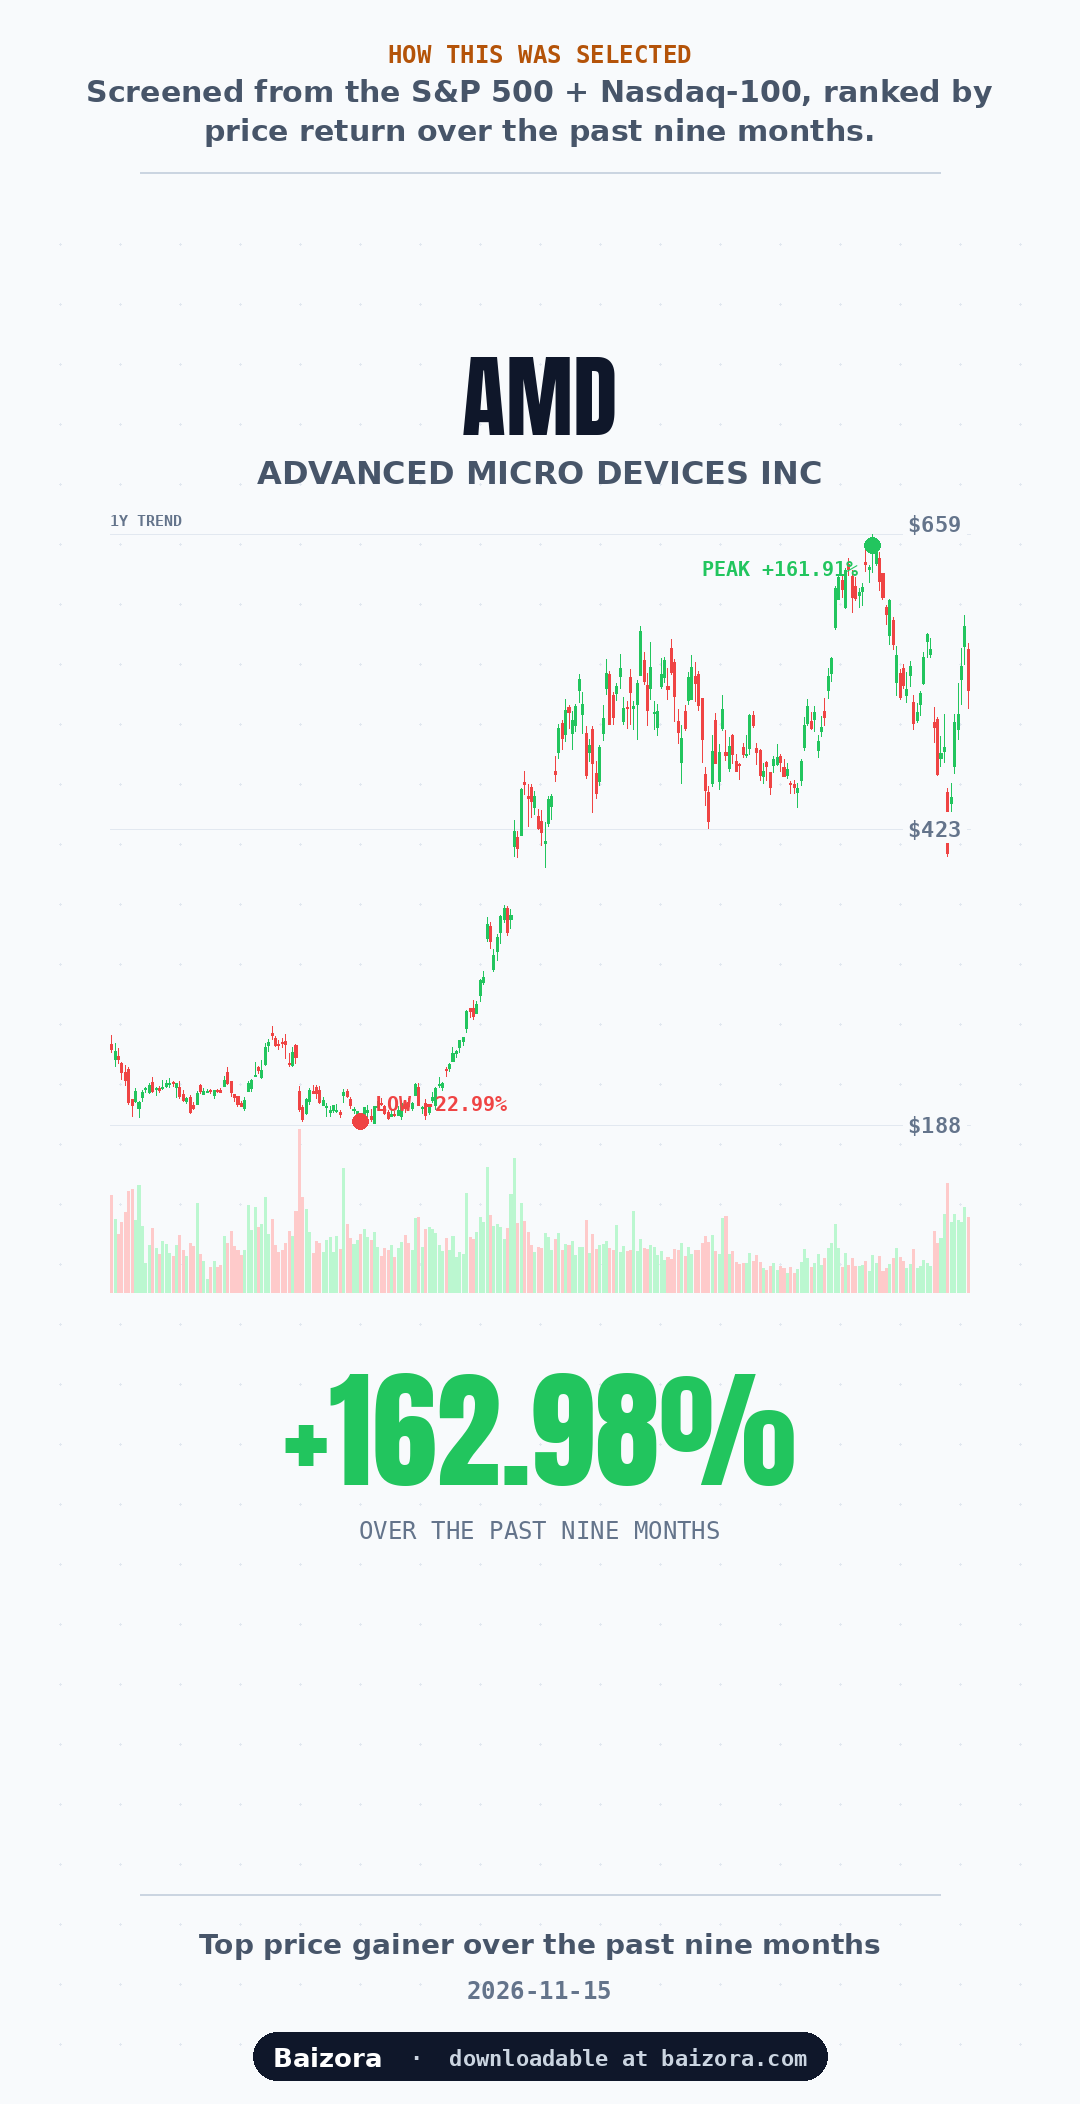 HOW THIS WAS SELECTED
Screened from the S&P 500 + Nasdaq-100, ranked by
price return over the past nine months.
AMD
ADVANCED MICRO DEVICES INC
1Y TREND
$659
PEAK +161.91%
$423
LOW -22.99%
$188
+162.98%
OVER THE PAST NINE MONTHS
Top price gainer over the past nine months
2026-11-15
Baizora · downloadable at baizora.com